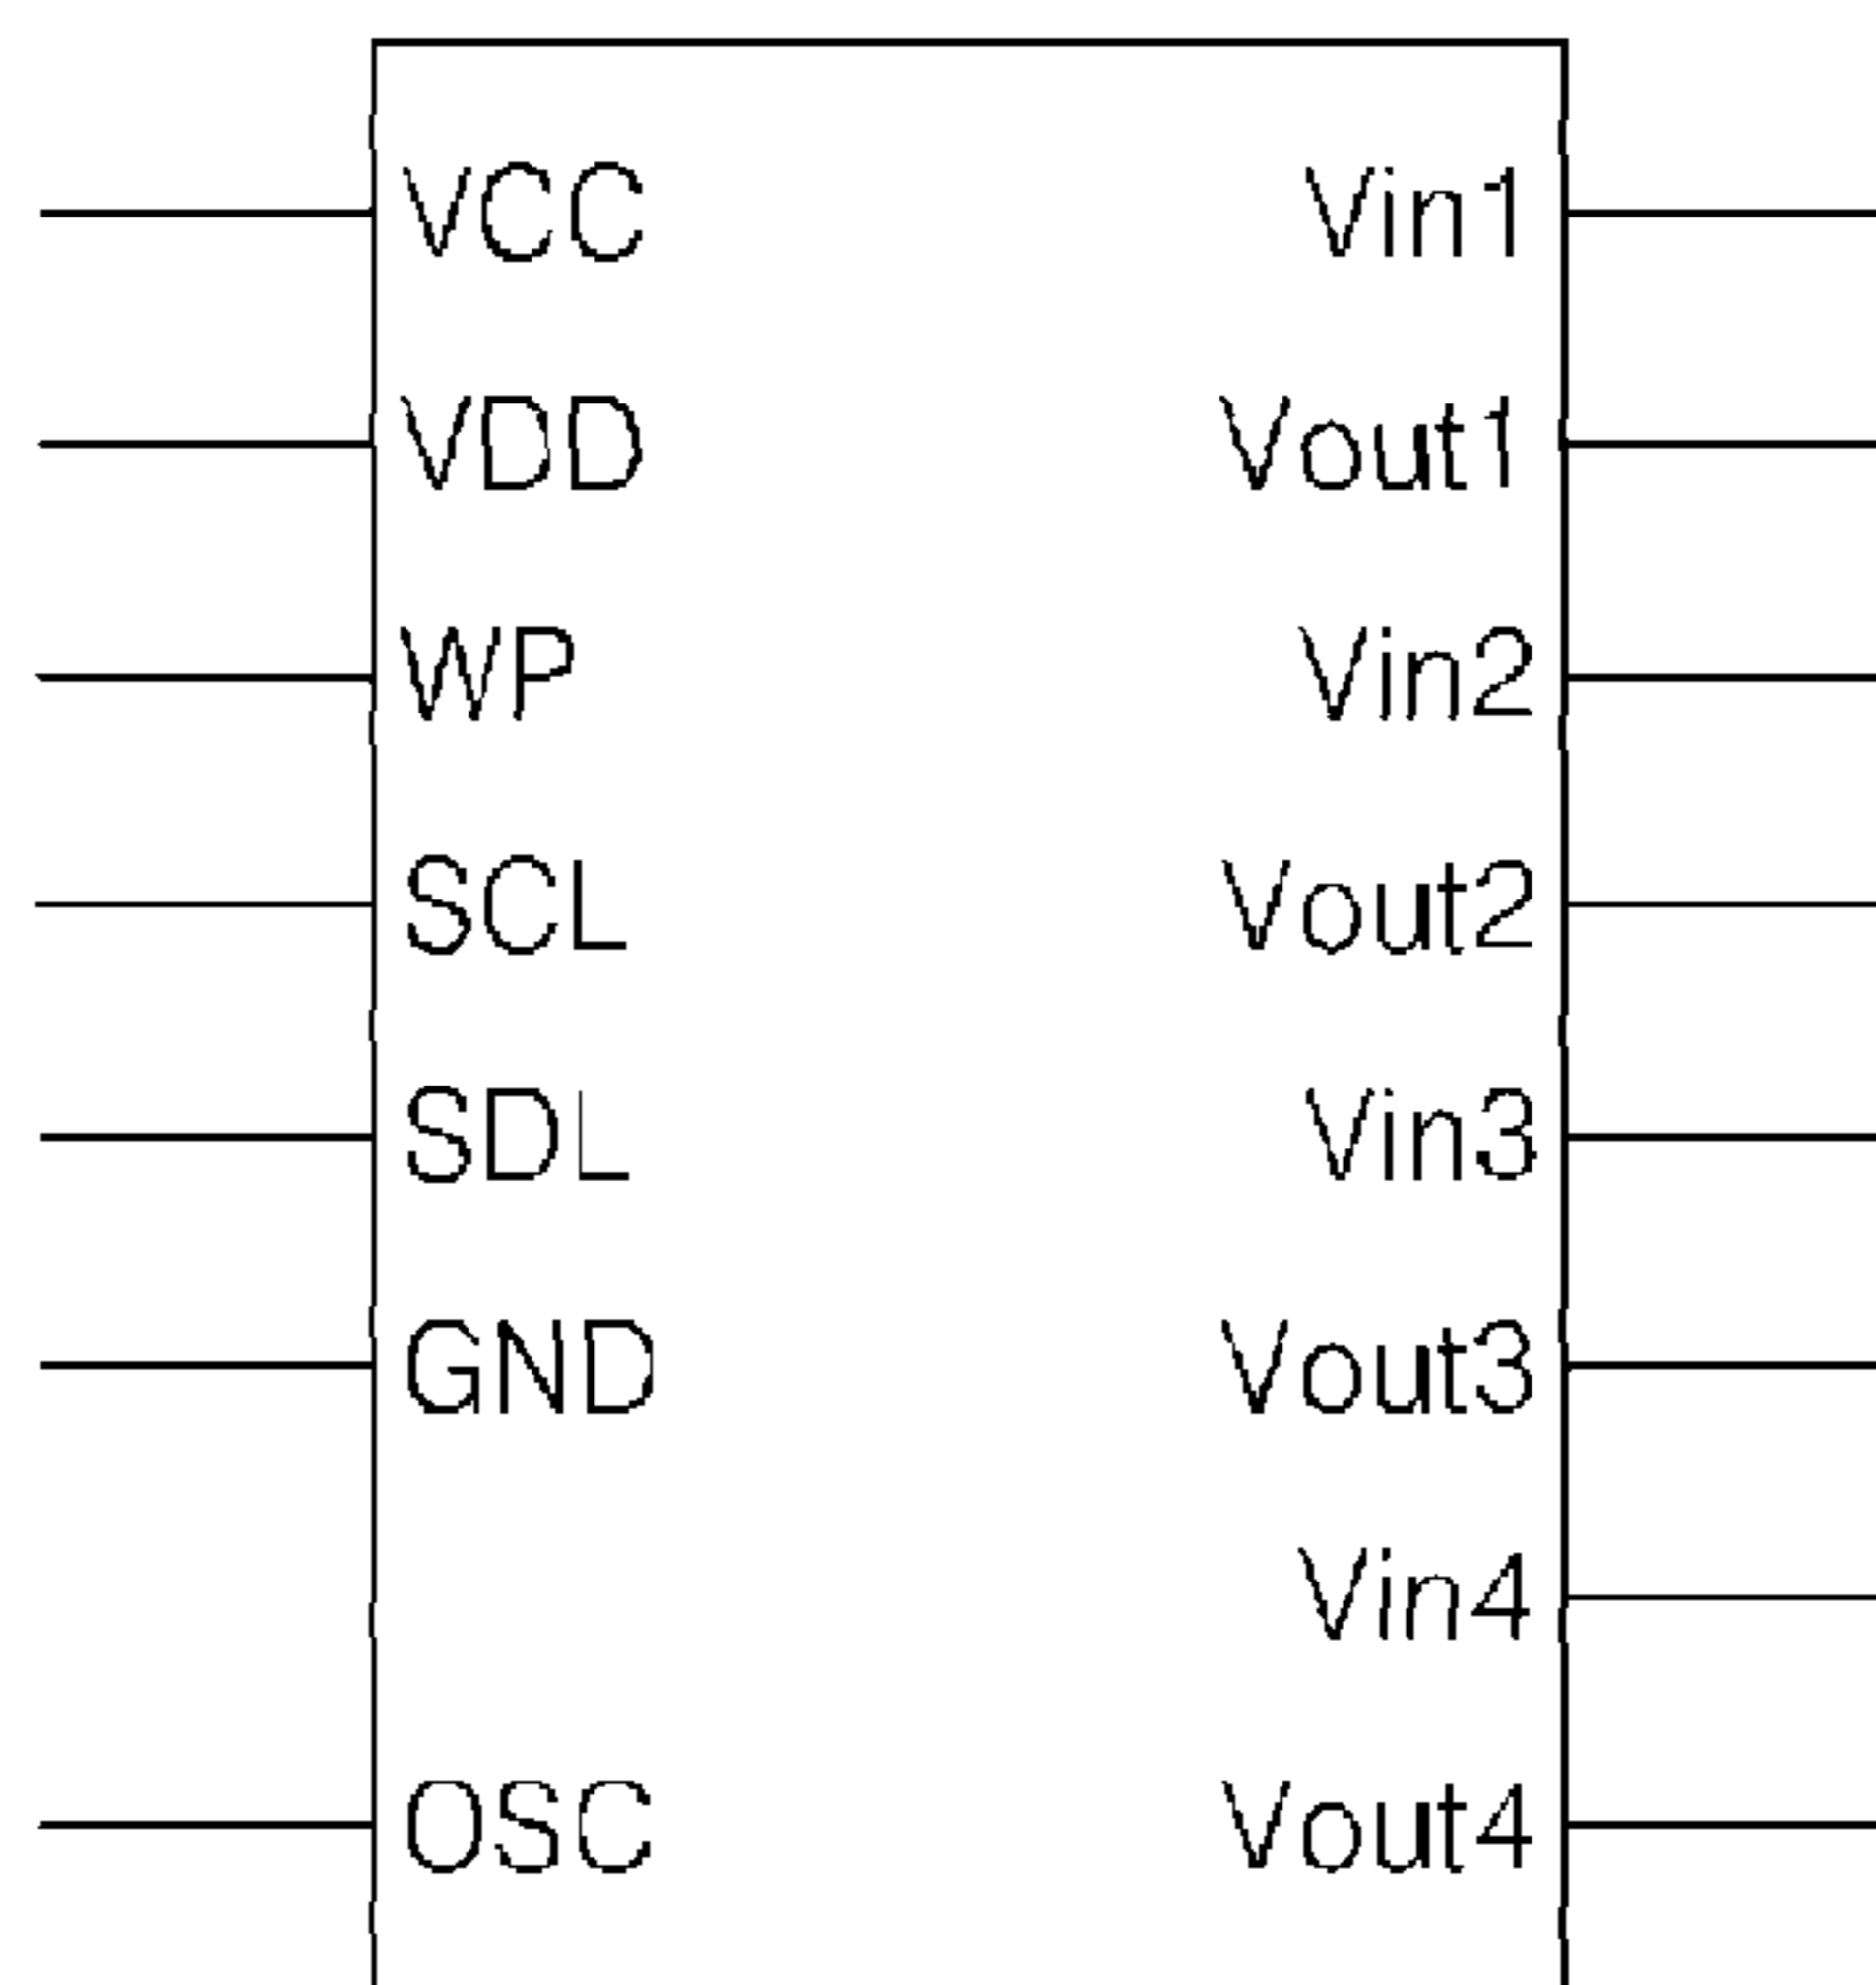 VCC Vin1
VDD Vout1
WP Vin2
SCL Vout2
SDL Vin3
GND Vout3
Vin4
OSC Vout4